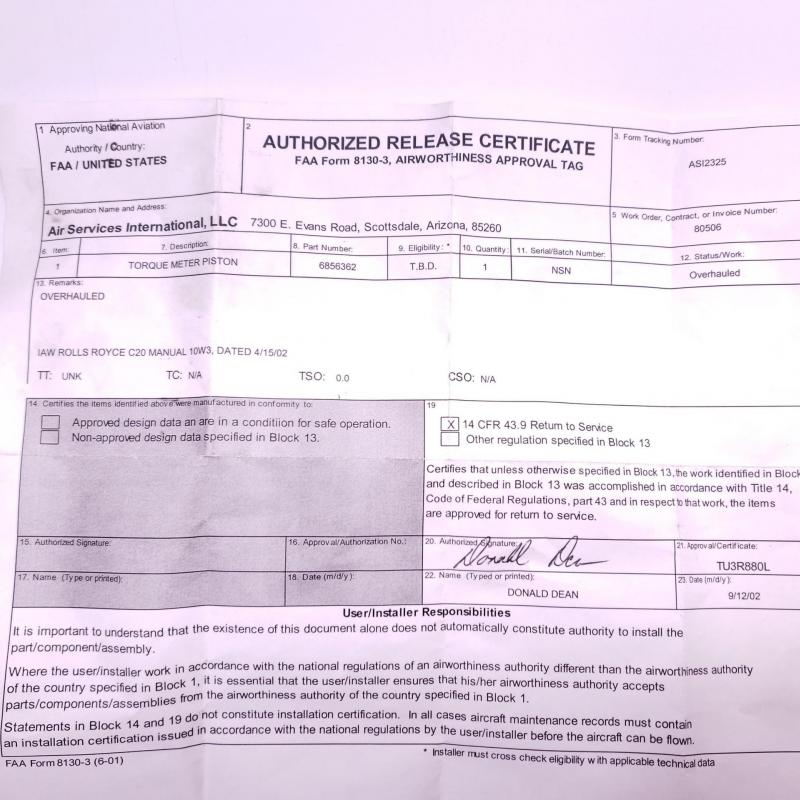 1 Approving National Aviation
Authority / Country:
FAA / UNITED STATES
2
AUTHORIZED RELEASE CERTIFICATE
FAA Form 8130-3, AIRWORTHINESS APPROVAL TAG
3. Form Tracking Number:
ASI2325
4. Organization Name and Address:
Air Services International, LLC 7300 E. Evans Road, Scottsdale, Arizona, 85260
5 Work Order, Contract, or Invoice Number:
80506
6. Item: 7. Description: 8. Part Number: 9. Eligibility: * 10. Quantity: 11. Serial/Batch Number: 12. Status/Work:
1 TORQUE METER PISTON 6856362 T.B.D. 1 NSN Overhauled
13. Remarks:
OVERHAULED
IAW ROLLS ROYCE C20 MANUAL 10W3, DATED 4/15/02
TT: UNK TC: N/A TSO: 0.0 CSO: N/A
14. Certifies the items identified above were manufactured in conformity to:
Approved design data an are in a conditiion for safe operation.
Non-approved design data specified in Block 13.
19
X 14 CFR 43.9 Return to Service
Other regulation specified in Block 13
Certifies that unless otherwise specified in Block 13, the work identified in Block
and described in Block 13 was accomplished in accordance with Title 14,
Code of Federal Regulations, part 43 and in respect to that work, the items
are approved for return to service.
15. Authorized Signature: 16. Approval/Authorization No.:
20. Authorized Signature: Donald Dean
21. Approval/Certificate:
TU3R880L
17. Name (Type or printed): 18. Date (m/d/y):
22. Name (Typed or printed):
DONALD DEAN
23. Date (m/d/y):
9/12/02
User/Installer Responsibilities
It is important to understand that the existence of this document alone does not automatically constitute authority to install the
part/component/assembly.
Where the user/installer work in accordance with the national regulations of an airworthiness authority different than the airworthiness authority
of the country specified in Block 1, it is essential that the user/installer ensures that his/her airworthiness authority accepts
parts/components/assemblies from the airworthiness authority of the country specified in Block 1.
Statements in Block 14 and 19 do not constitute installation certification. In all cases aircraft maintenance records must contain
an installation certification issued in accordance with the national regulations by the user/installer before the aircraft can be flown.
FAA Form 8130-3 (6-01)
* Installer must cross check eligibility with applicable technical data